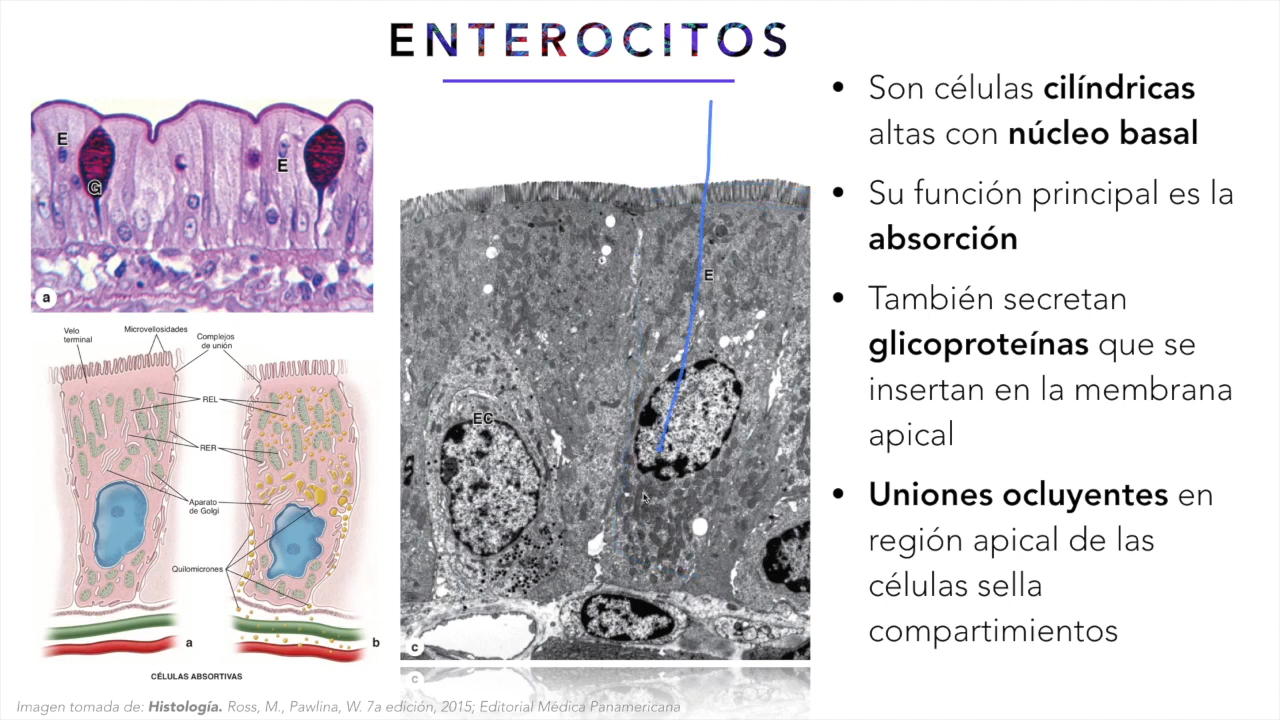 ENTEROCITOS
E
G
E
a
Velo
terminal
Microvellosidades
Complejos
de unión
REL
RER
Aparato
de Golgi
Quilomicrones
a
b
CÉLULAS ABSORTIVAS
E
EC
c
c
• Son células cilíndricas
altas con núcleo basal
• Su función principal es la
absorción
• También secretan
glicoproteínas que se
insertan en la membrana
apical
• Uniones ocluyentes en
región apical de las
células sella
compartimientos
Imagen tomada de: Histología. Ross, M., Pawlina, W. 7a edición, 2015; Editorial Médica Panamericana